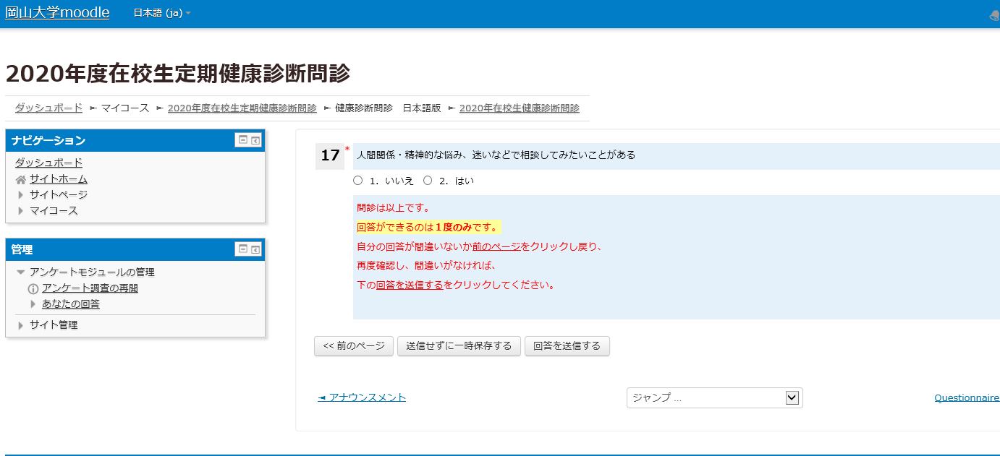 岡山大学moodle 日本語 (ja)
2020年度在校生定期健康診断問診
ダッシュボード ► マイコース ► 2020年度在校生定期健康診断問診 ► 健康診断問診 日本語版 ► 2020年在校生健康診断問診
ナビゲーション
ダッシュボード
サイトホーム
サイトページ
マイコース
管理
アンケートモジュールの管理
アンケート調査の再開
あなたの回答
サイト管理
17 * 人間関係・精神的な悩み、迷いなどで相談してみたいことがある
1. いいえ 2. はい
問診は以上です。
回答ができるのは１度のみです。
自分の回答が間違いないか前のページをクリックし戻り、
再度確認し、間違いがなければ、
下の回答を送信するをクリックしてください。
<< 前のページ 送信せずに一時保存する 回答を送信する
◄ アナウンスメント ジャンプ ... Questionnaire